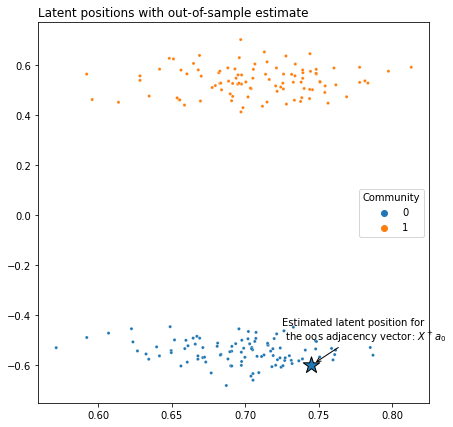 Latent positions with out-of-sample estimate
0.6
0.4
0.2
Community
0
1
0.0
−0.2
−0.4
Estimated latent position for
the oos adjacency vector: X⁺a₀
−0.6
0.60 0.65 0.70 0.75 0.80